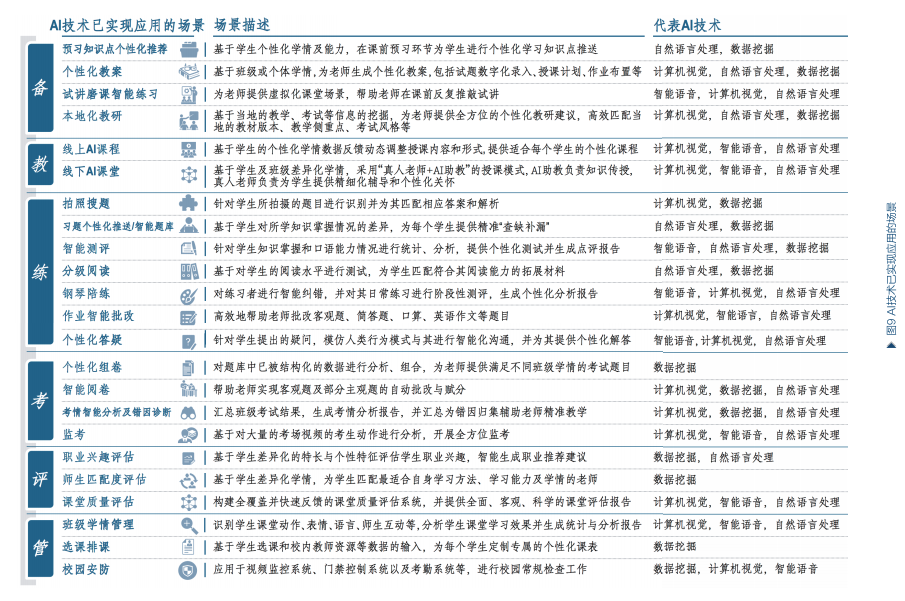 AI技术已实现应用的场景 场景描述 代表AI技术
备
预习知识点个性化推荐 基于学生个性化学情及能力，在课前预习环节为学生进行个性化学习知识点推送 自然语言处理，数据挖掘
个性化教案 基于班级或个体学情,为老师生成个性化教案,包括试题数字化录入、授课计划、作业布置等 计算机视觉，自然语言处理，数据挖掘
试讲磨课智能练习 为老师提供虚拟化课堂场景，帮助老师在课前反复推敲试讲 智能语音，计算机视觉，自然语言处理
本地化教研 基于当地的教学、考试等信息的挖掘，为老师提供全方位的个性化教研建议，高效匹配当 计算机视觉，自然语言处理，数据挖掘
地的教材版本、教学侧重点、考试风格等
教
线上AI课程 基于学生的个性化学情数据反馈动态调整授课内容和形式,提供适合每个学生的个性化课程 计算机视觉，智能语音，自然语言处理
线下AI课堂 基于学生及班级差异化学情，采用“真人老师+AI助教”的授课模式, AI助教负责知识传授, 计算机视觉，智能语音，自然语言处理
真人老师负责为学生提供精细化辅导和个性化关怀
练
拍照搜题 针对学生所拍摄的题目进行识别并为其匹配相应答案和解析 计算机视觉，数据挖掘
习题个性化推送/智能题库 基于学生对所学知识掌握情况的差异，为每个学生提供精准“查缺补漏” 自然语言处理，数据挖掘
智能测评 针对学生知识掌握和口语能力情况进行统计、分析，提供个性化测试并生成点评报告 智能语音，自然语言处理，数据挖掘
分级阅读 基于对学生的阅读水平进行测试，为学生匹配符合其阅读能力的拓展材料 自然语言处理，数据挖掘
钢琴陪练 对练习者进行智能纠错，并对其日常练习进行阶段性测评，生成个性化分析报告 智能语音，计算机视觉，自然语言处理
作业智能批改 高效地帮助老师批改客观题、简答题、口算、英语作文等题目 计算机视觉，智能语言，自然语言处理
个性化答疑 针对学生提出的疑问，模仿人类行为模式与其进行智能化沟通，并为其提供个性化解答 智能语音,计算机视觉，自然语言处理
考
个性化组卷 对题库中已被结构化的数据进行分析、组合，为老师提供满足不同班级学情的考试题目 数据挖掘
智能阅卷 帮助老师实现客观题及部分主观题的自动批改与赋分 计算机视觉，数据挖掘，自然语言处理
考情智能分析及错因诊断 汇总班级考试结果，生成考情分析报告，并汇总为错因归集辅助老师精准教学 计算机视觉，数据挖掘，自然语言处理
监考 基于对大量的考场视频的考生动作进行分析，开展全方位监考 计算机视觉，智能语音，自然语言处理
评
职业兴趣评估 基于学生差异化的特长与个性特征评估学生职业兴趣，智能生成职业推荐建议 数据挖掘，自然语言处理
师生匹配度评估 基于学生差异化学情，为学生匹配最适合自身学习方法、学习能力及学情的老师 数据挖掘
课堂质量评估 构建全覆盖并快速反馈的课堂质量评估系统，并提供全面、客观、科学的课堂评估报告 计算机视觉，智能语音，自然语言处理
管
班级学情管理 识别学生课堂动作、表情、语言、师生互动等,分析学生课堂学习效果并生成统计与分析报告 计算机视觉，智能语音，自然语言处理
选课排课 基于学生选课和校内教师资源等数据的输入，为每个学生定制专属的个性化课表 数据挖掘
校园安防 应用于视频监控系统、门禁控制系统以及考勤系统等，进行校园常规检查工作 数据挖掘，计算机视觉，智能语音
图9 AI技术已实现应用的场景